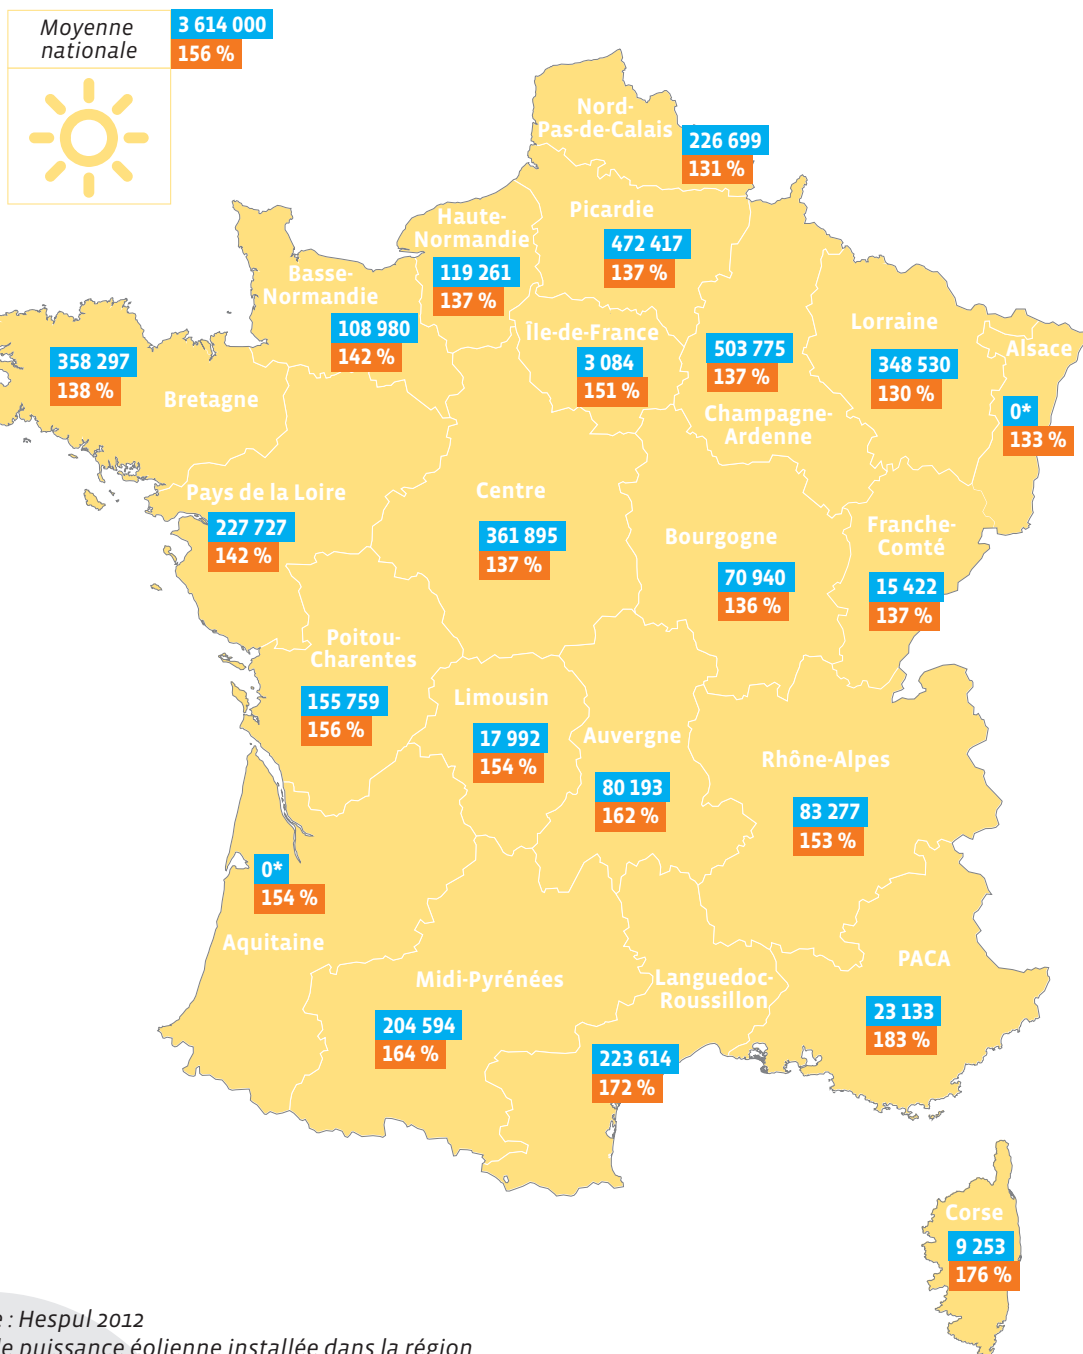 Moyenne
nationale
3 614 000
156 %
Nord-
Pas-de-Calais
226 699
131 %
Picardie
472 417
137 %
Haute-
Normandie
119 261
137 %
Basse-
Normandie
108 980
142 %
Île-de-France
3 084
151 %
503 775
137 %
Champagne-
Ardenne
Lorraine
348 530
130 %
Alsace
0*
133 %
358 297
138 %
Bretagne
Pays de la Loire
227 727
142 %
Centre
361 895
137 %
Bourgogne
70 940
136 %
Franche-
Comté
15 422
137 %
Poitou-
Charentes
155 759
156 %
Limousin
17 992
154 %
Auvergne
80 193
162 %
Rhône-Alpes
83 277
153 %
0*
154 %
Aquitaine
Midi-Pyrénées
204 594
164 %
Languedoc-
Roussillon
223 614
172 %
PACA
23 133
183 %
Corse
9 253
176 %
: Hespul 2012
puissance éolienne installée dans la région